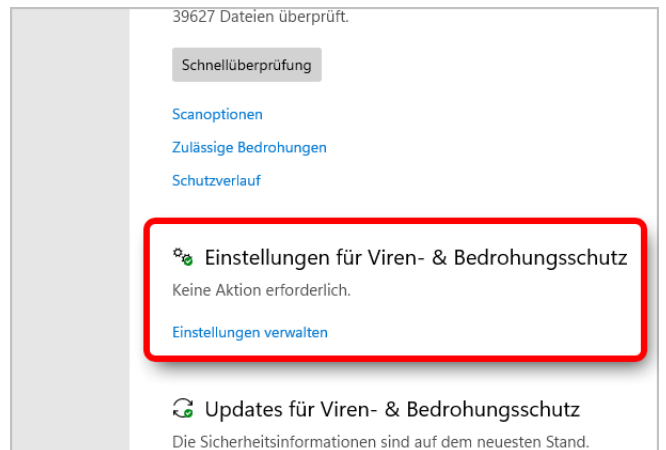 39627 Dateien überprüft.
Schnellüberprüfung
Scanoptionen
Zulässige Bedrohungen
Schutzverlauf
Einstellungen für Viren- & Bedrohungsschutz
Keine Aktion erforderlich.
Einstellungen verwalten
Updates für Viren- & Bedrohungsschutz
Die Sicherheitsinformationen sind auf dem neuesten Stand.